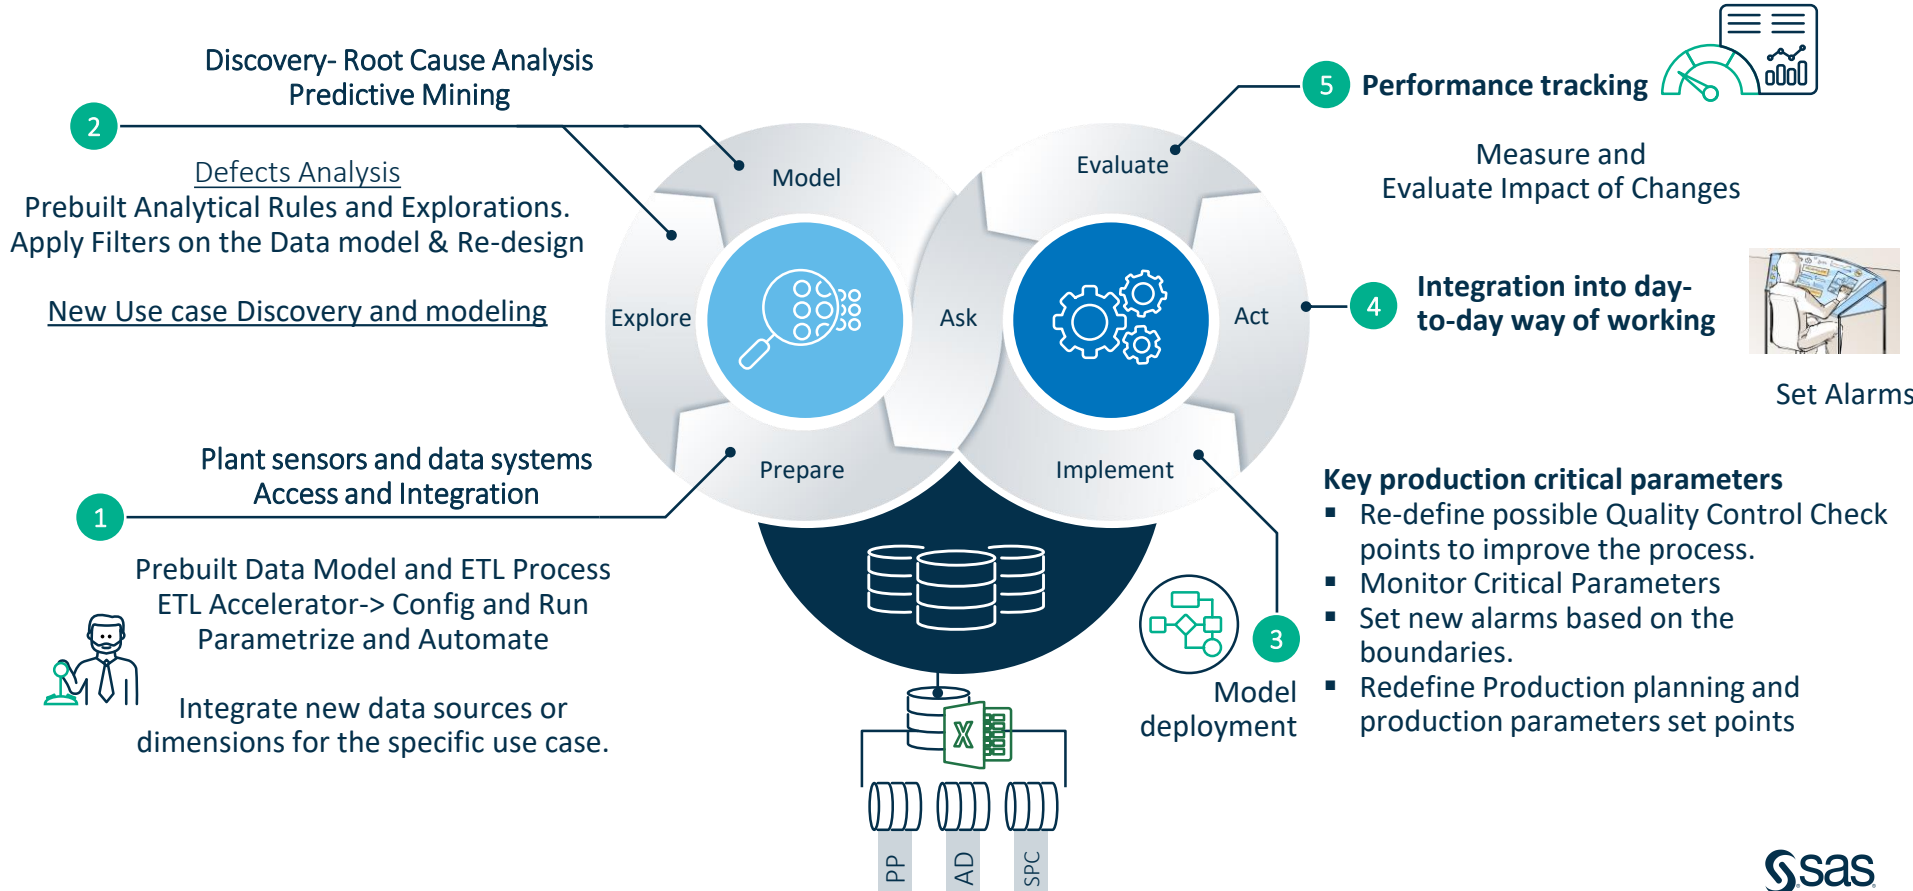 Discovery- Root Cause Analysis
Predictive Mining
2
Defects Analysis
Prebuilt Analytical Rules and Explorations.
Apply Filters on the Data model & Re-design
New Use case Discovery and modeling
Plant sensors and data systems
Access and Integration
1
Prebuilt Data Model and ETL Process
ETL Accelerator-> Config and Run
Parametrize and Automate
Integrate new data sources or
dimensions for the specific use case.
Model
Explore
Prepare
Ask
Evaluate
Act
Implement
X
PP
AD
SPC
5 Performance tracking
Measure and
Evaluate Impact of Changes
4
Integration into day-
to-day way of working
Set Alarms
3
Model
deployment
Key production critical parameters
▪ Re-define possible Quality Control Check
points to improve the process.
▪ Monitor Critical Parameters
▪ Set new alarms based on the
boundaries.
▪ Redefine Production planning and
production parameters set points
sas